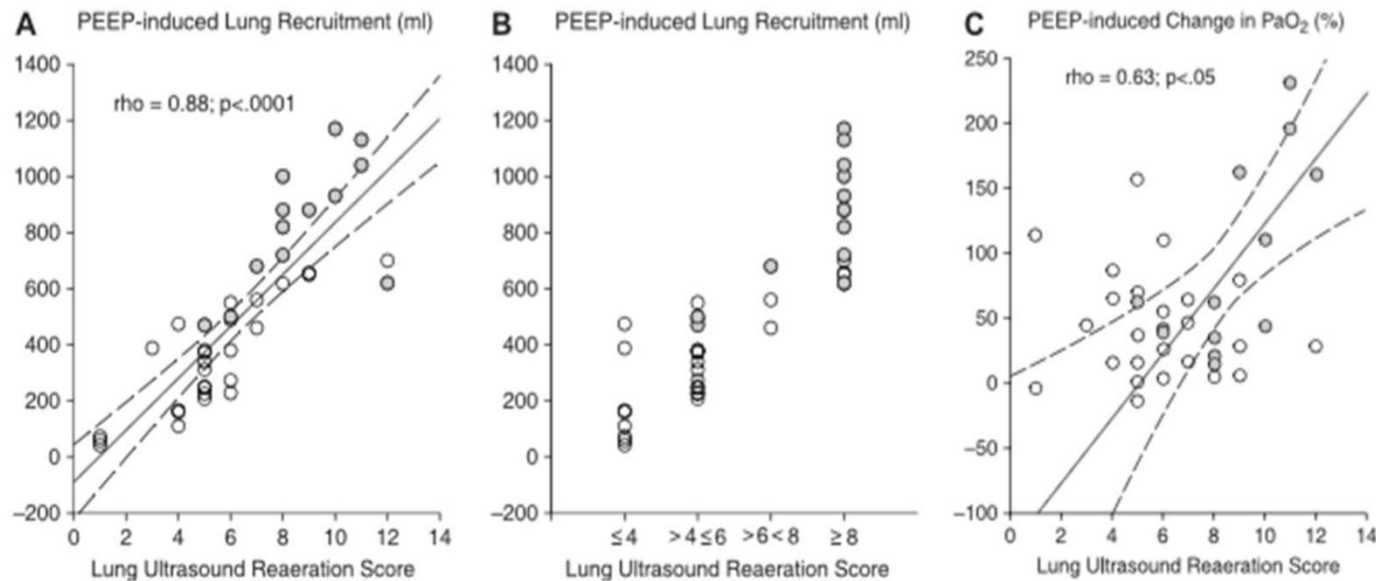 A PEEP-induced Lung Recruitment (ml)
1400
1200
1000
800
600
400
200
0
−200
rho = 0.88; p<.0001
0 2 4 6 8 10 12 14
Lung Ultrasound Reaeration Score
B PEEP-induced Lung Recruitment (ml)
1400
1200
1000
800
600
400
200
0
−200
≤4 >4≤6 >6<8 ≥8
Lung Ultrasound Reaeration Score
C PEEP-induced Change in PaO2 (%)
250
200
150
100
50
0
−50
−100
rho = 0.63; p<.05
0 2 4 6 8 10 12 14
Lung Ultrasound Reaeration Score